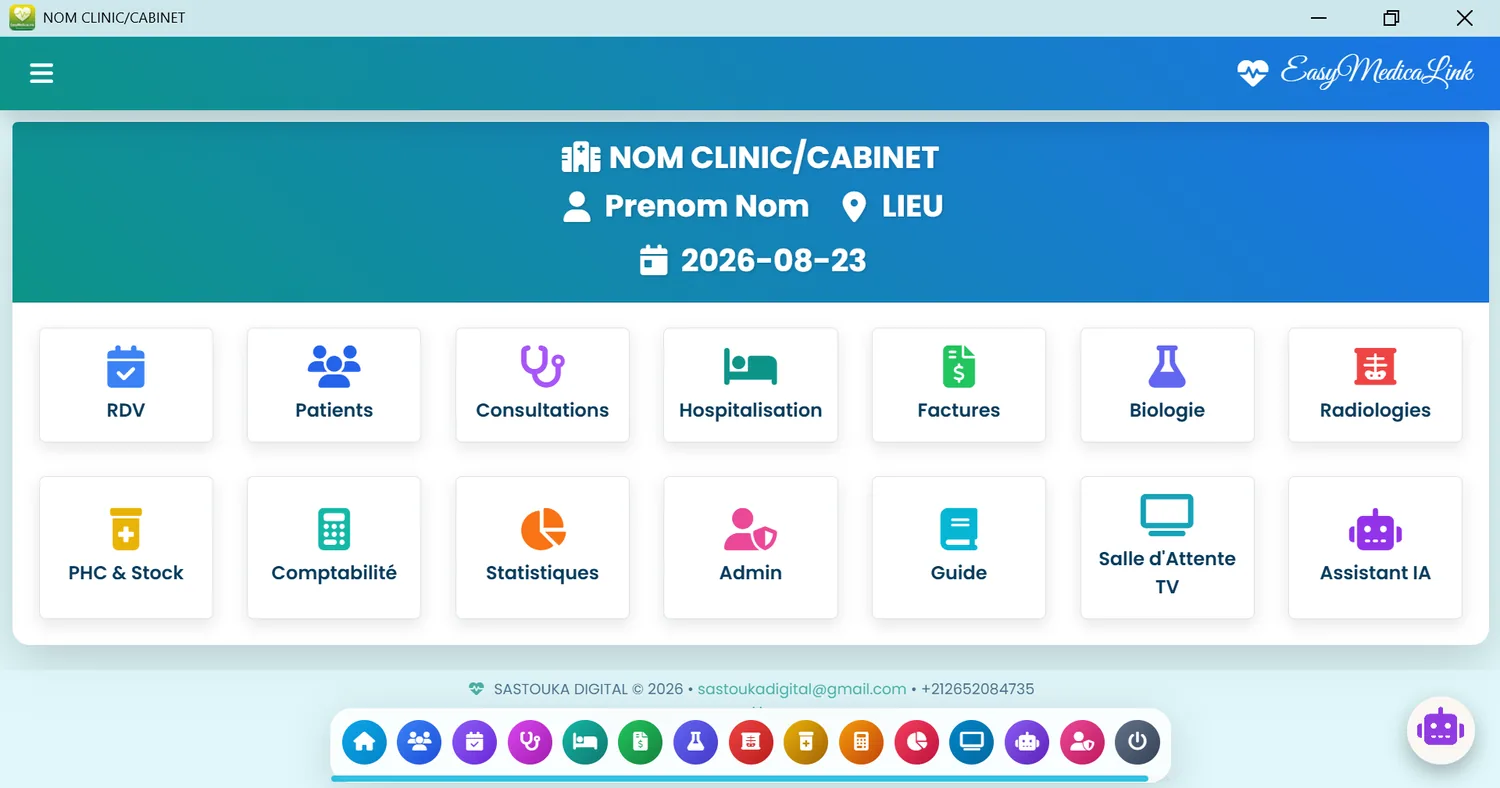 NOM CLINIC/CABINET
EasyMedicaLink
NOM CLINIC/CABINET
Prenom Nom LIEU
2026-08-23
RDV
Patients
Consultations
Hospitalisation
Factures
Biologie
Radiologies
PHC & Stock
Comptabilité
Statistiques
Admin
Guide
Salle d'Attente
TV
Assistant IA
SASTOUKA DIGITAL © 2026 • sastoukadigital@gmail.com • +212652084735